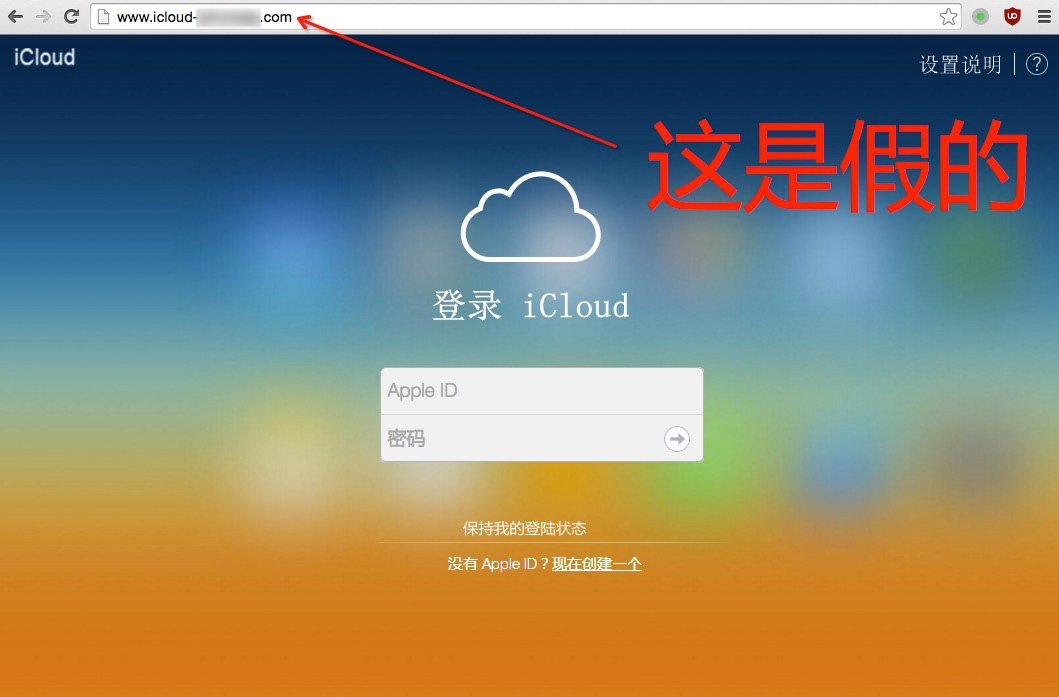 www.icloud-.com
iCloud
设置说明 | ?
这是假的
登录 iCloud
Apple ID
密码
保持我的登陆状态
没有 Apple ID？现在创建一个